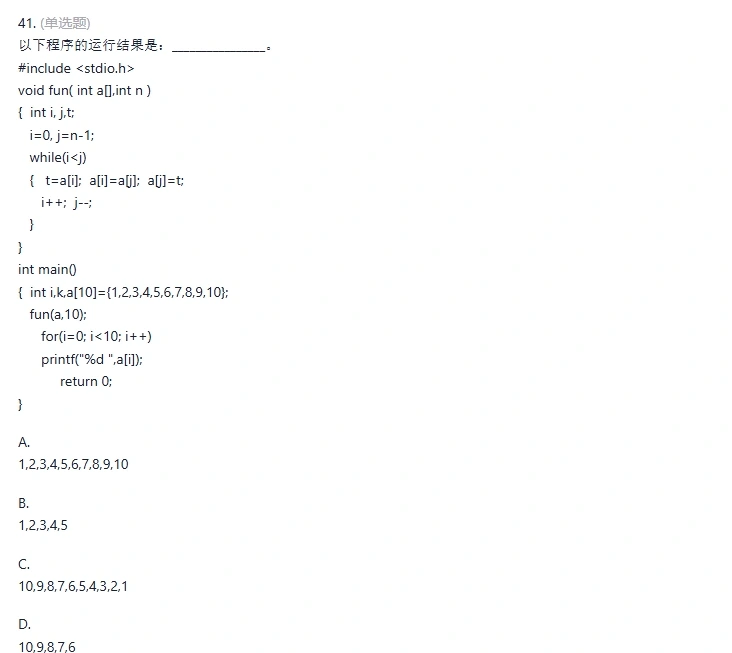 41. (单选题)
以下程序的运行结果是：________________。
#include <stdio.h>
void fun( int a[],int n )
{ int i, j,t;
i=0, j=n-1;
while(i<j)
{ t=a[i]; a[i]=a[j]; a[j]=t;
i++; j--;
}
}
int main()
{ int i,k,a[10]={1,2,3,4,5,6,7,8,9,10};
fun(a,10);
for(i=0; i<10; i++)
printf("%d ",a[i]);
return 0;
}
A.
1,2,3,4,5,6,7,8,9,10
B.
1,2,3,4,5
C.
10,9,8,7,6,5,4,3,2,1
D.
10,9,8,7,6